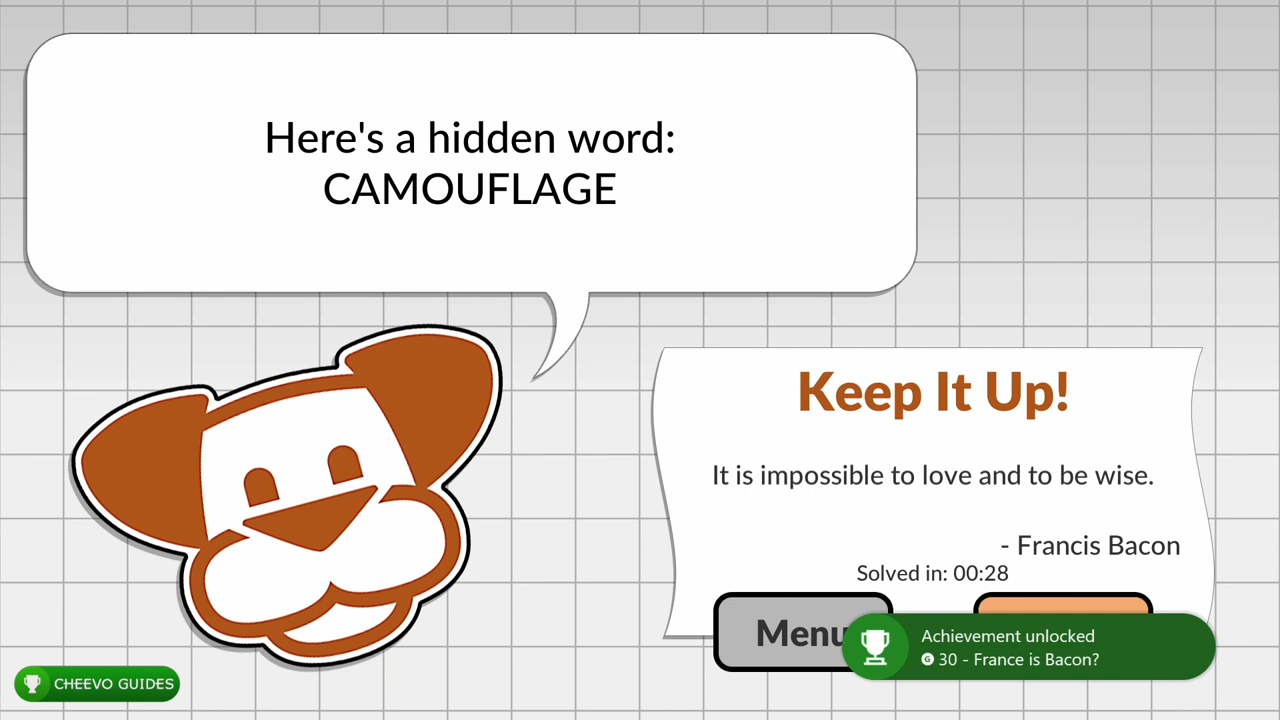 Here's a hidden word:
CAMOUFLAGE
Keep It Up!
It is impossible to love and to be wise.
- Francis Bacon
Solved in: 00:28
Menu
Achievement unlocked
G 30 - France is Bacon?
CHEEVO GUIDES